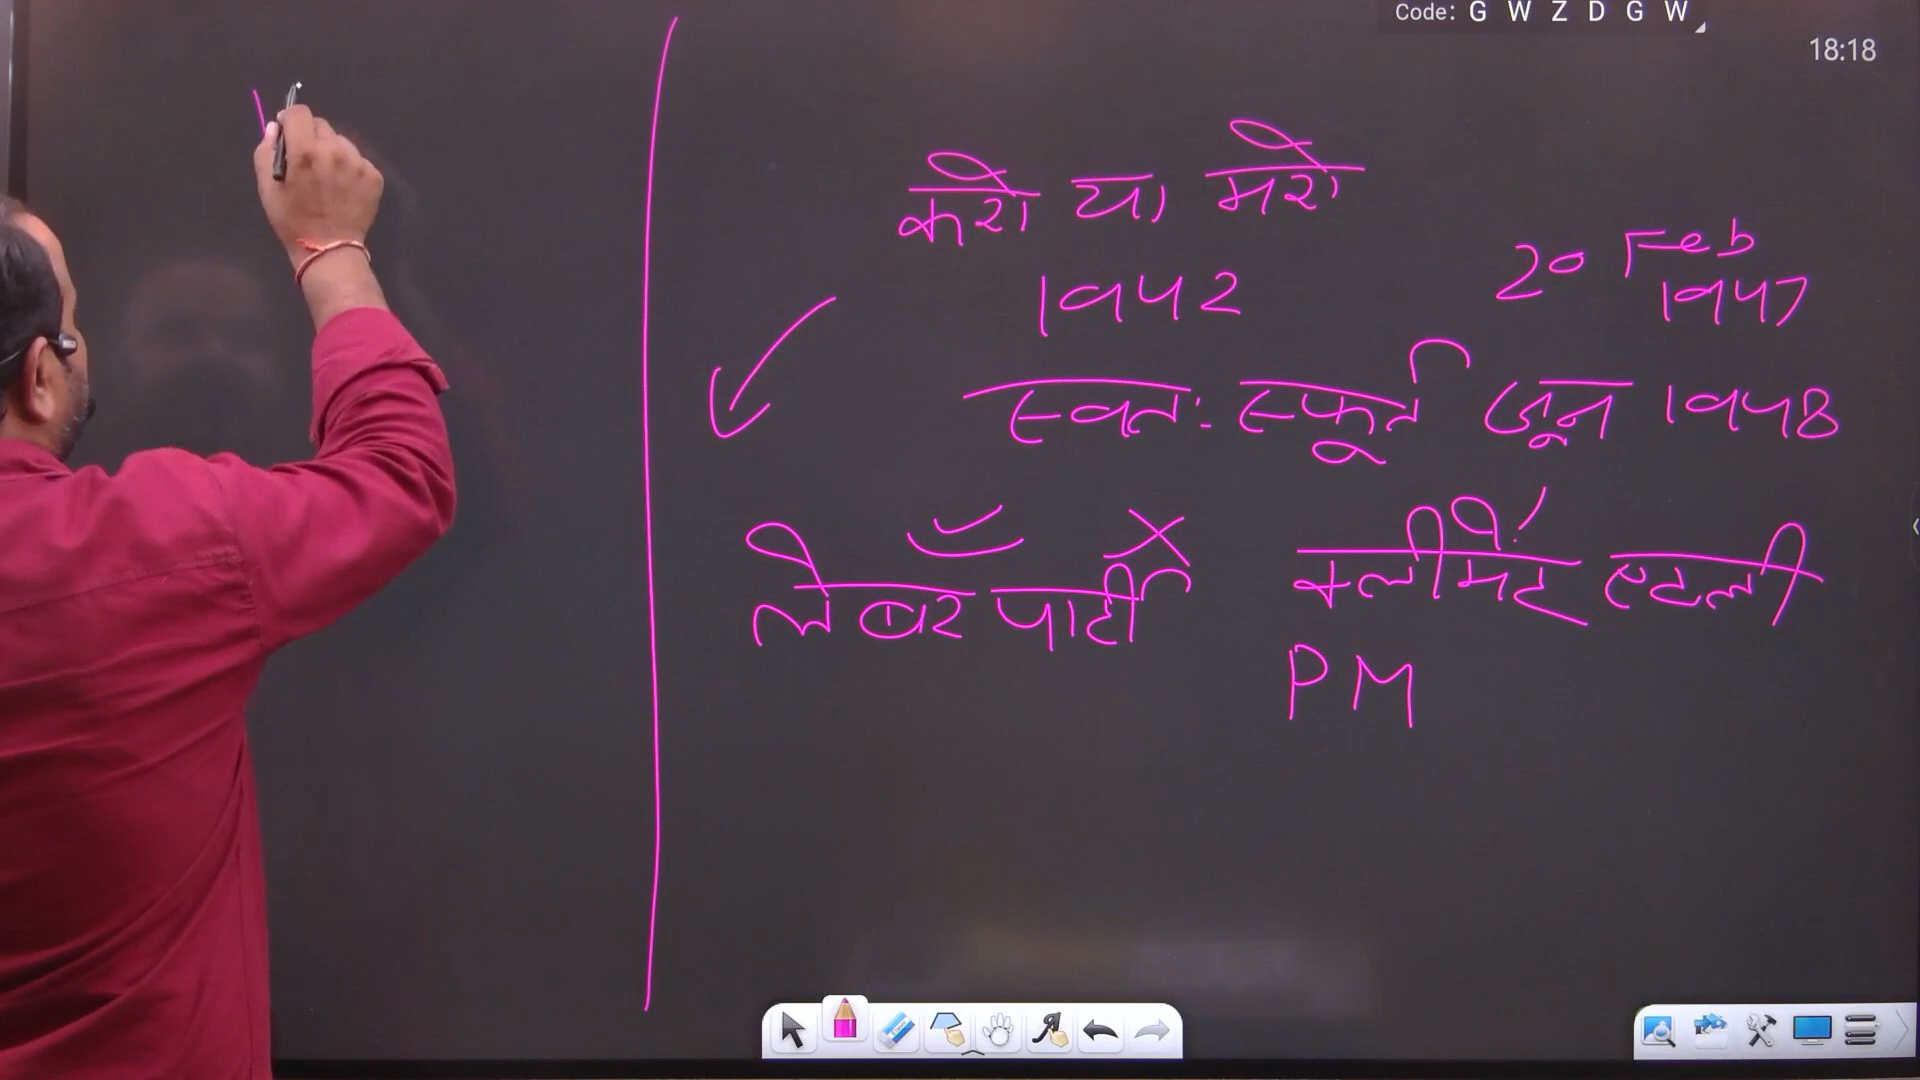 Code: G W Z D G W
18:18
करो या मरो
1942
20 Feb
1947
स्वतः स्फूर्त जून 1948
लेबर पार्टी क्लीमेंट एटली
PM